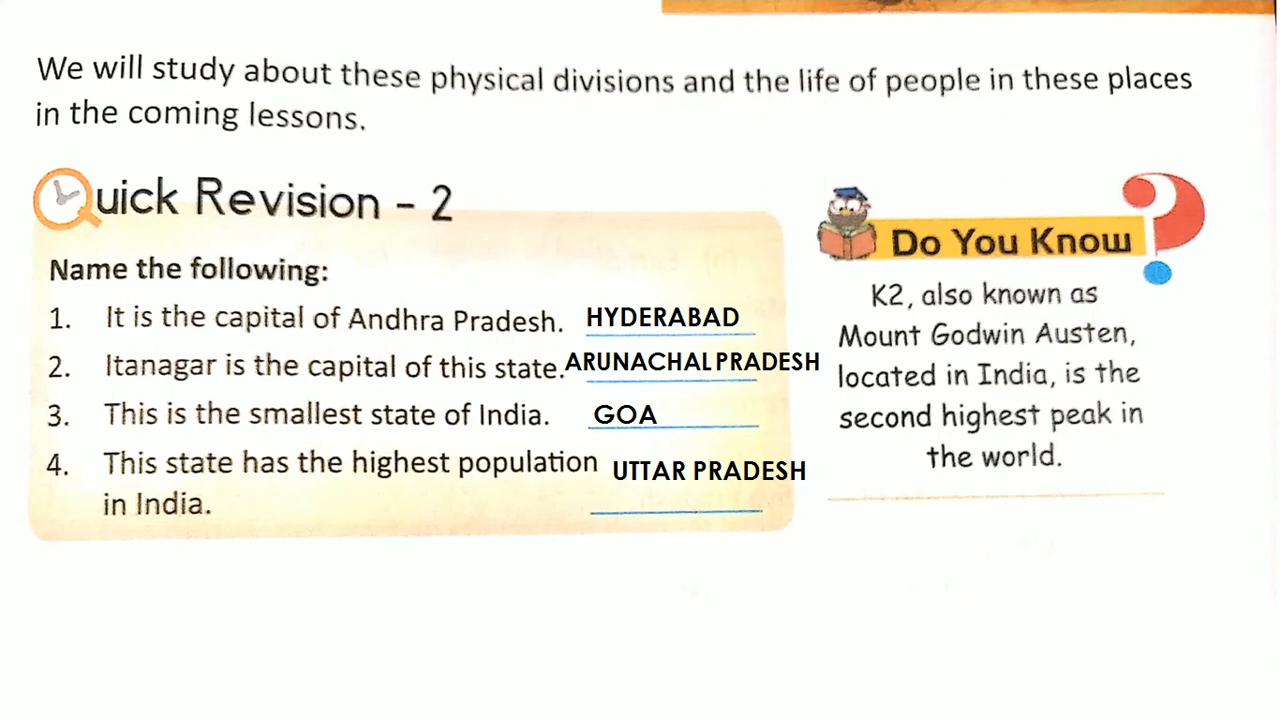 We will study about these physical divisions and the life of people in these places
in the coming lessons.
Quick Revision – 2
Name the following:
1. It is the capital of Andhra Pradesh. HYDERABAD
2. Itanagar is the capital of this state. ARUNACHAL PRADESH
3. This is the smallest state of India. GOA
4. This state has the highest population UTTAR PRADESH
in India.
Do You Know ?
K2, also known as
Mount Godwin Austen,
located in India, is the
second highest peak in
the world.